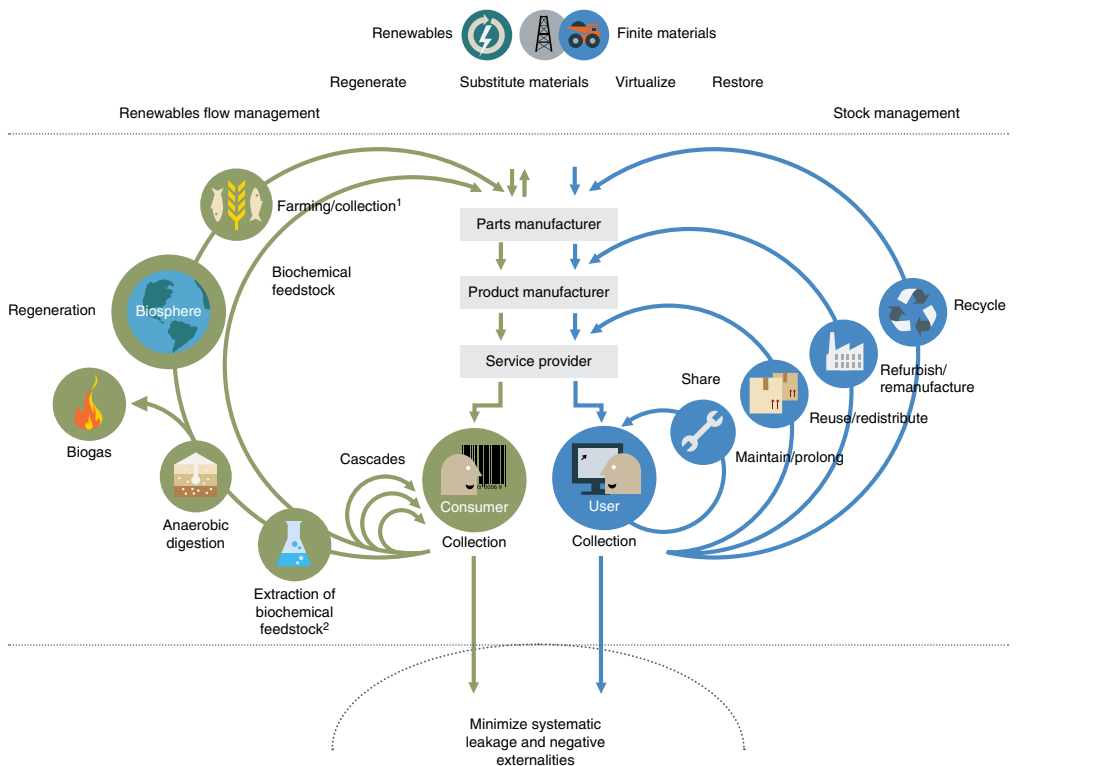 Renewables
Finite materials
Regenerate
Substitute materials
Virtualize
Restore
Renewables flow management
Stock management
Farming/collection1
Parts manufacturer
Biochemical
feedstock
Product manufacturer
Regeneration
Biosphere
Recycle
Service provider
Refurbish/
remanufacture
Share
Reuse/redistribute
Biogas
Cascades
Maintain/prolong
Consumer
User
Anaerobic
digestion
Collection
Collection
Extraction of
biochemical
feedstock2
Minimize systematic
leakage and negative
externalities